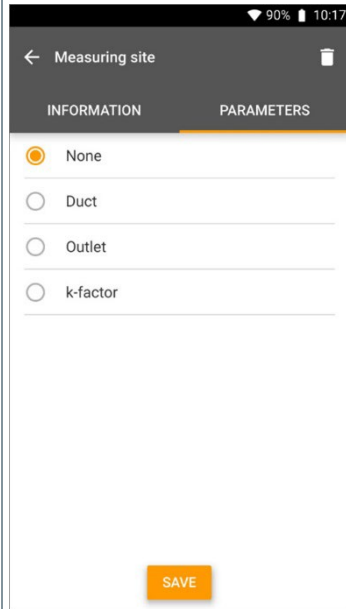 90% 10:17
Measuring site
INFORMATION PARAMETERS
None
Duct
Outlet
k-factor
SAVE